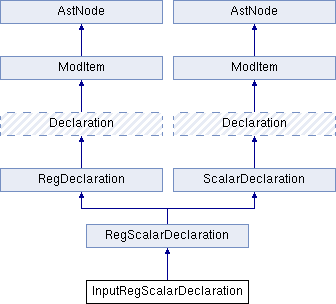 AstNode AstNode
ModItem ModItem
Declaration Declaration
RegDeclaration ScalarDeclaration
RegScalarDeclaration
InputRegScalarDeclaration